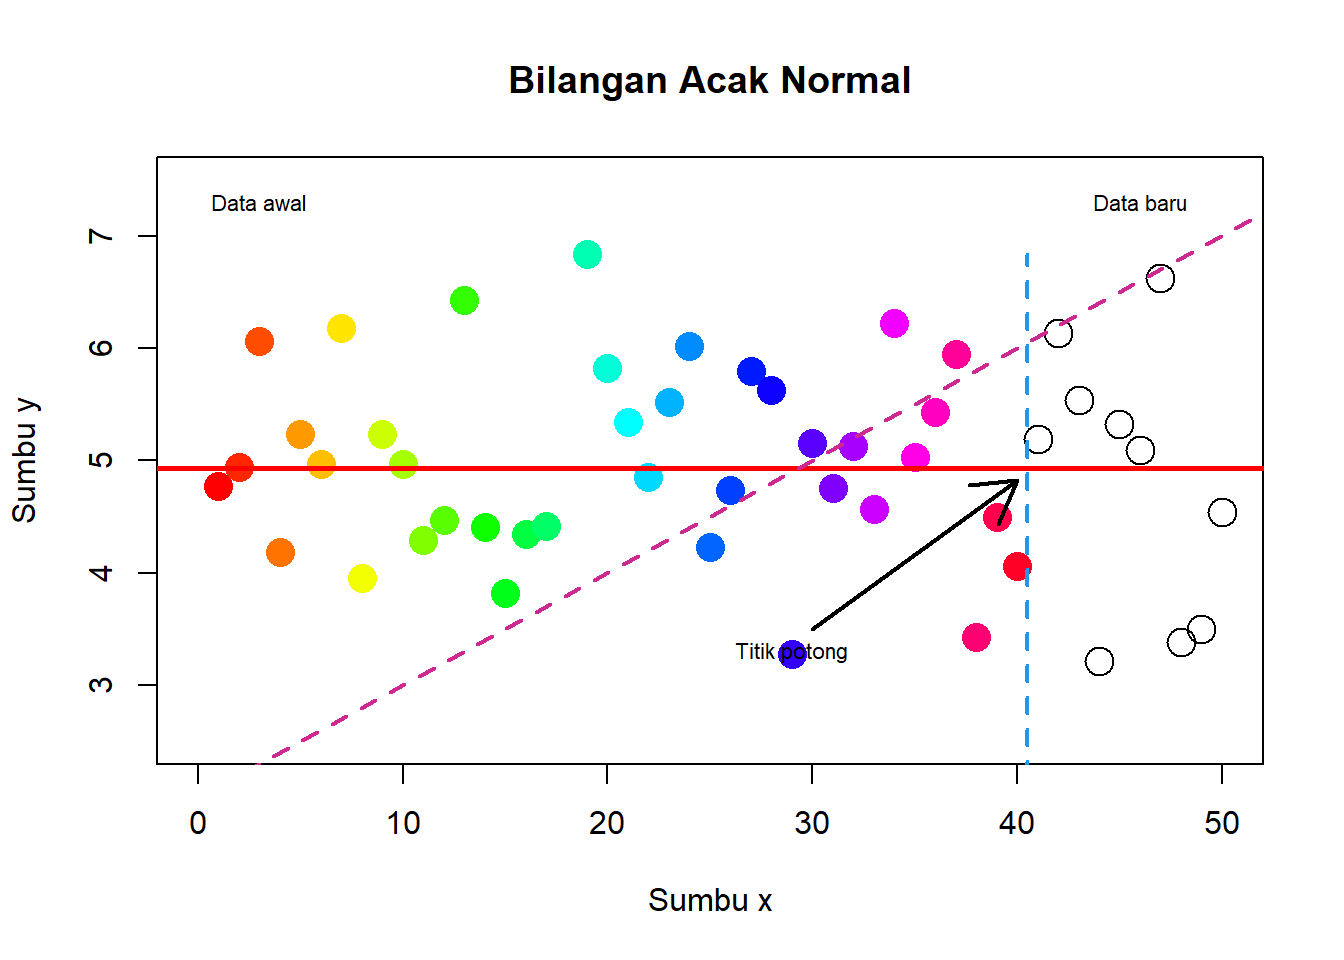 Bilangan Acak Normal
Data awal
Data baru
7
6
5
4
3
Sumbu y
Titik potong
0 10 20 30 40 50
Sumbu x